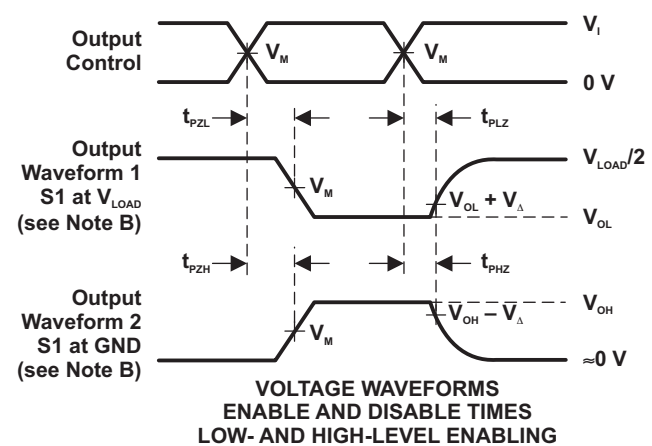 Output
Control
V_M
V_M
V_I
0 V
t_PZL
t_PLZ
Output
Waveform 1
S1 at V_LOAD
(see Note B)
V_M
V_LOAD/2
V_OL + V_Δ
V_OL
t_PZH
t_PHZ
Output
Waveform 2
S1 at GND
(see Note B)
V_M
V_OH
V_OH – V_Δ
≈0 V
VOLTAGE WAVEFORMS
ENABLE AND DISABLE TIMES
LOW- AND HIGH-LEVEL ENABLING